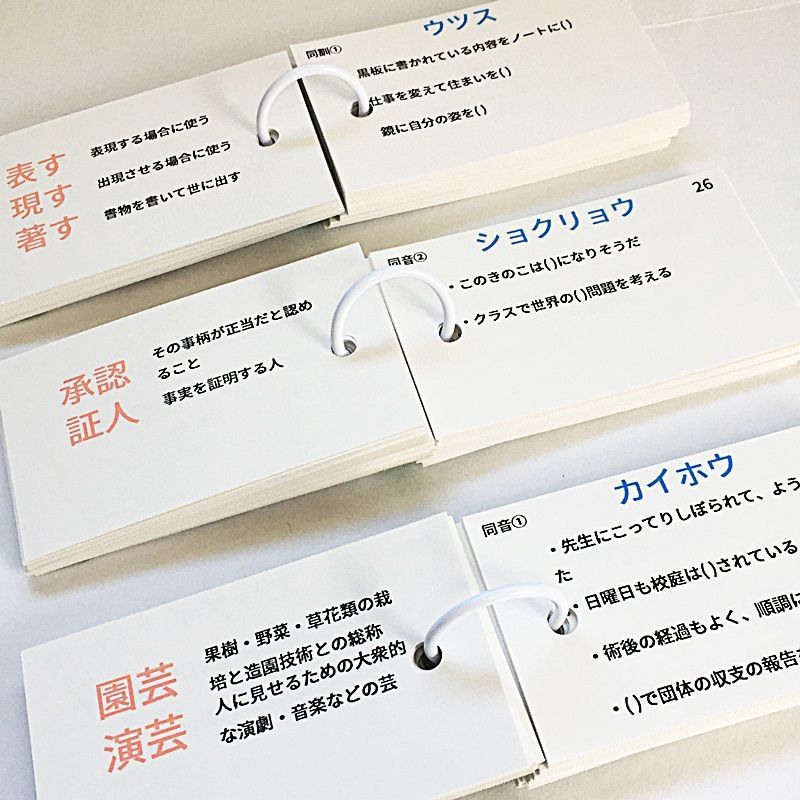 表す
現す
著す
表現する場合に使う
出現させる場合に使う
書物を書いて世に出す
同訓①
ウツス
黒板に書かれている内容をノートに()
仕事を変えて住まいを()
鏡に自分の姿を()
承認
証人
その事柄が正当だと認め
ること
事実を証明する人
26
同音②
ショクリョウ
・このきのこは()になりそうだ
・クラスで世界の()問題を考える
園芸
演芸
果樹・野菜・草花類の栽
培と造園技術との総称
人に見せるための大衆的
な演劇・音楽などの芸
同音①
カイホウ
・先生にこってりしぼられて、よう
た
・日曜日も校庭は()されている
・術後の経過もよく、順調に
・()で団体の収支の報告